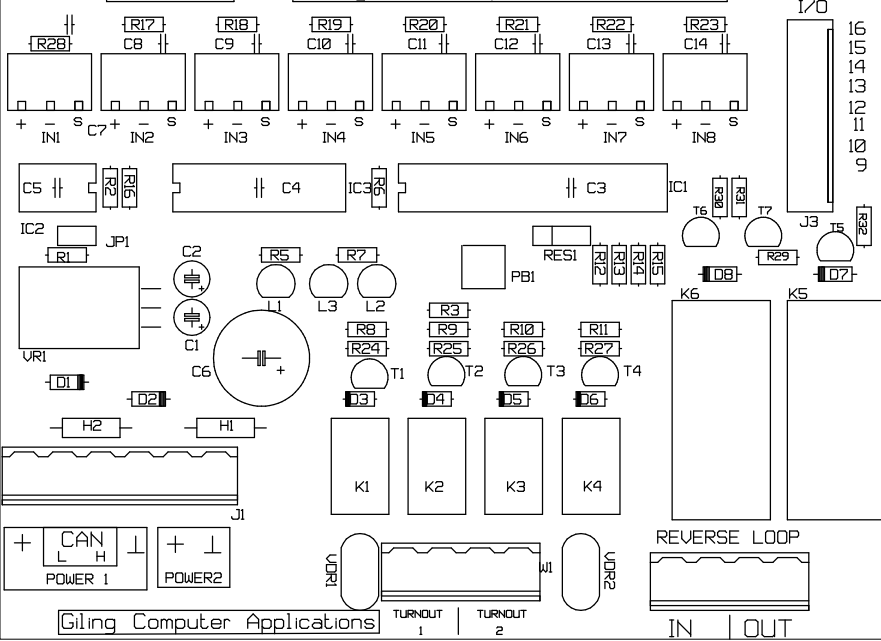 I/O
R17 R18 R19 R20 R21 R22 R23
R28 C8 C9 C10 C11 C12 C13 C14
16
15
14
13
12
11
10
9
+ - S + - S + - S + - S + - S + - S + - S + - S
IN1 C7 IN2 IN3 IN4 IN5 IN6 IN7 IN8
C5 R2 R16 C4 IC3 R6 C3 IC1
R30 R31
IC2 JP1 T6 T7 J3 T5 R32
R1 C2 R5 R7 PB1 RES1 R12 R13 R14 R15 R29
D8 D7
L1 L3 L2 K6 K5
VR1 C1 R3
R8 R9 R10 R11
R24 R25 R26 R27
C6 + T1 T2 T3 T4
D1 D2 D3 D4 D5 D6
H2 H1
K1 K2 K3 K4
J1
+ CAN ⊥ + ⊥
L H
POWER 1 POWER2
VDR1 W1 VDR2
REVERSE LOOP
TURNOUT 1 | TURNOUT 2
IN | OUT
Giling Computer Applications